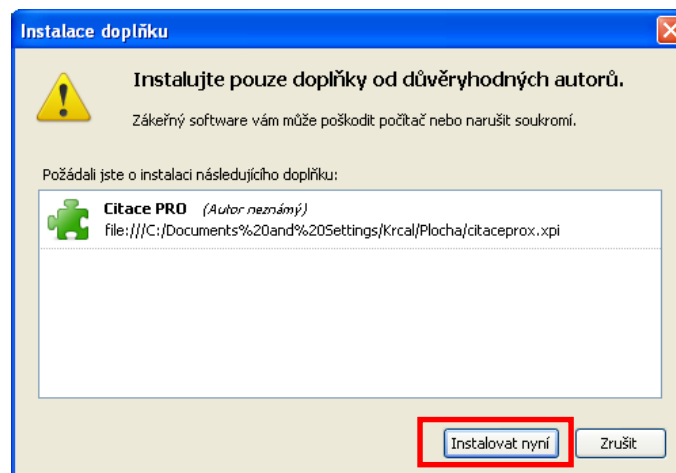 Instalace doplňku
Instalujte pouze doplňky od důvěryhodných autorů.
Zákeřný software vám může poškodit počítač nebo narušit soukromí.
Požádali jste o instalaci následujícího doplňku:
Citace PRO (Autor neznámý)
file:///C:/Documents%20and%20Settings/Krcal/Plocha/citaceprox.xpi
Instalovat nyní Zrušit